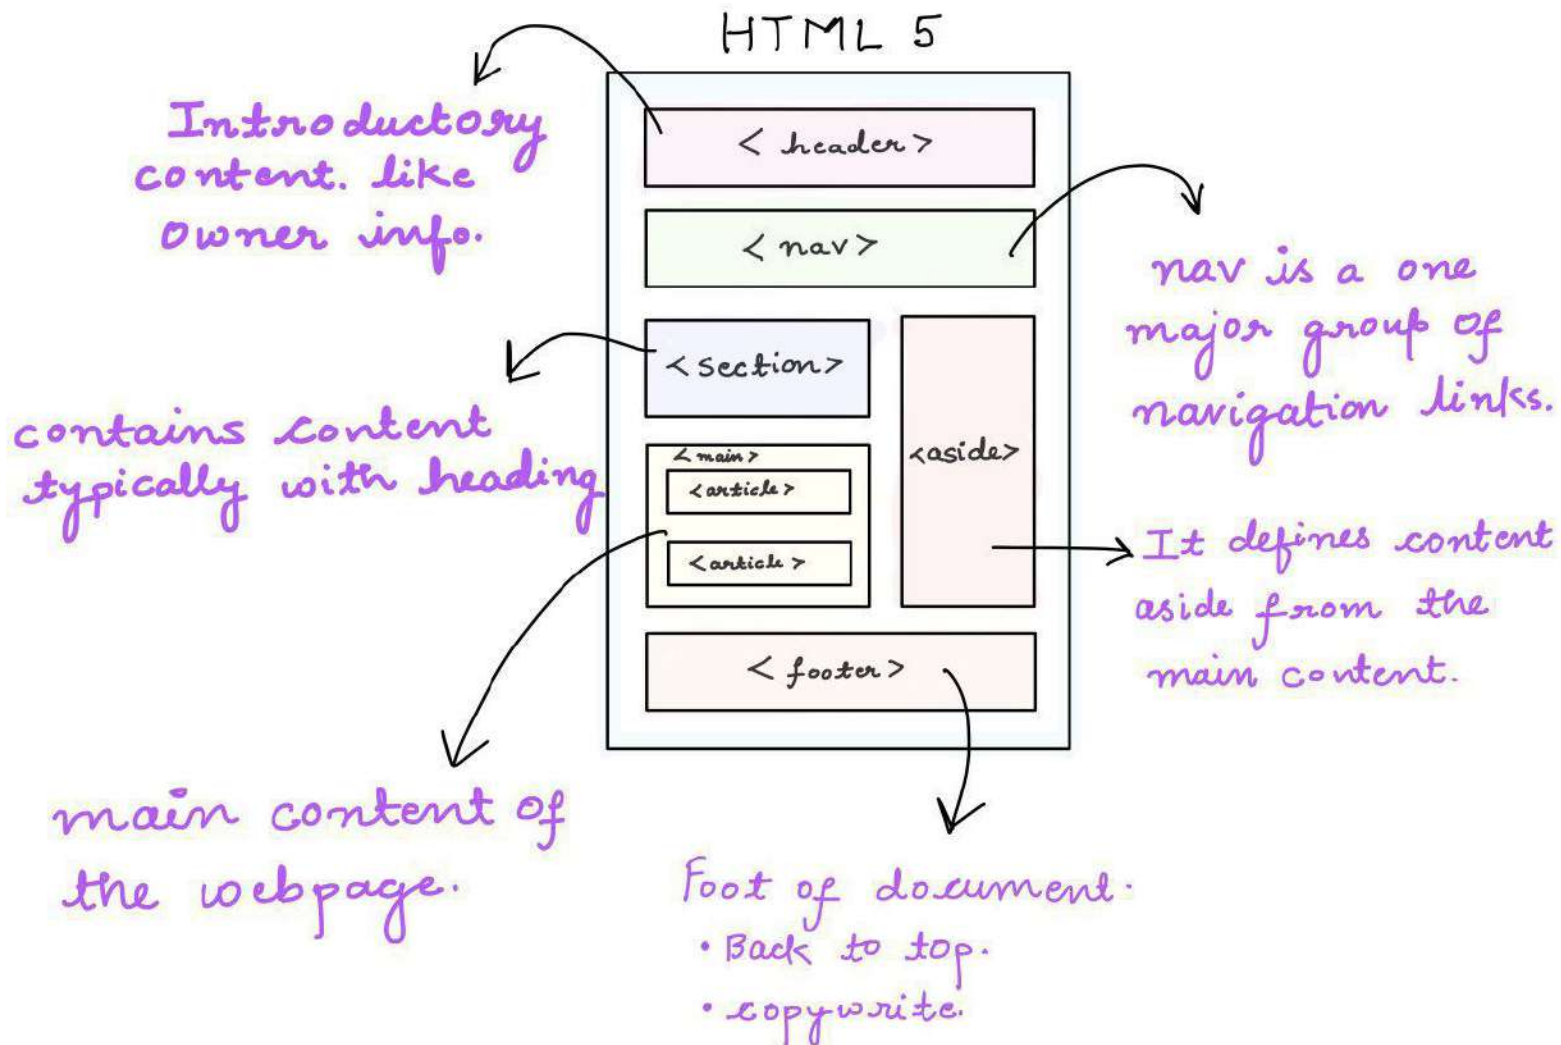 HTML 5
Introductory
content. like
owner info.
< header >
< nav >
nav is a one
major group of
navigation links.
< section >
contains content
typically with heading
< main >
< article >
< article >
<aside>
It defines content
aside from the
main content.
main content of
the webpage.
< footer >
Foot of document.
• Back to top.
• copywrite.